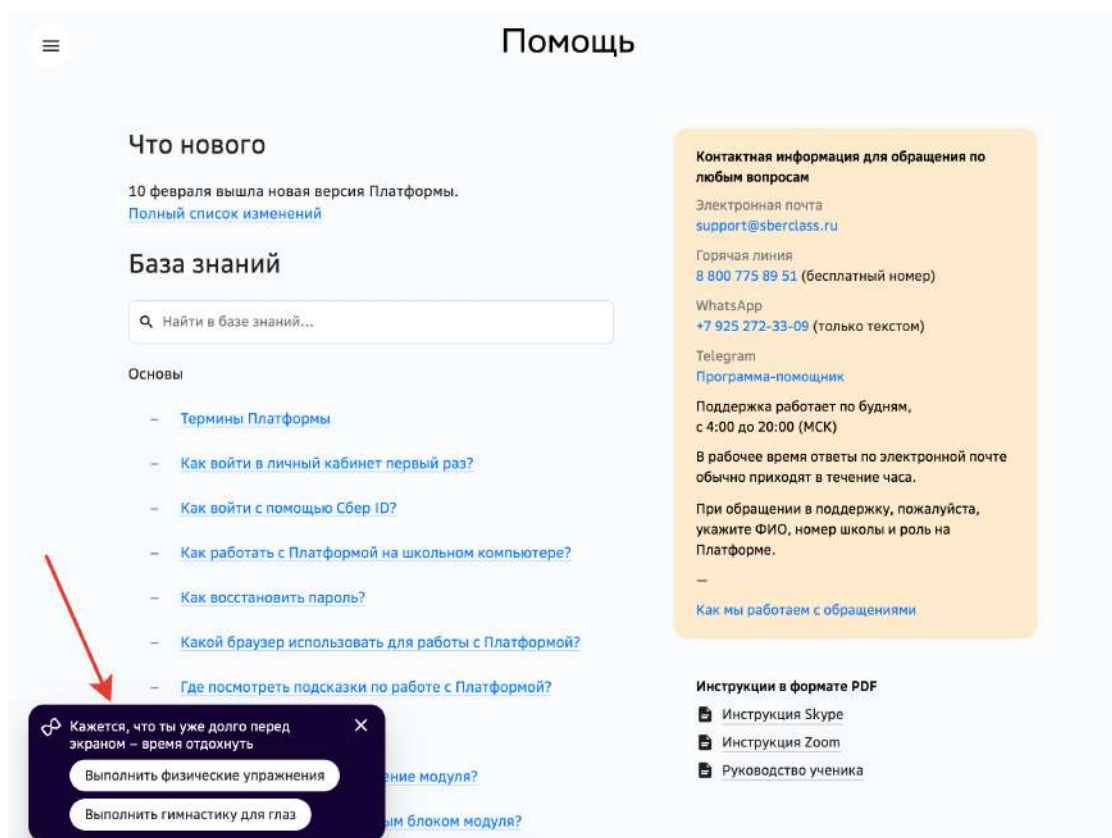 Помощь
Что нового
10 февраля вышла новая версия Платформы.
Полный список изменений
База знаний
Найти в базе знаний...
Основы
– Термины Платформы
– Как войти в личный кабинет первый раз?
– Как войти с помощью Сбер ID?
– Как работать с Платформой на школьном компьютере?
– Как восстановить пароль?
– Какой браузер использовать для работы с Платформой?
– Где посмотреть подсказки по работе с Платформой?
ение модуля?
ым блоком модуля?
Кажется, что ты уже долго перед
экраном – время отдохнуть
Выполнить физические упражнения
Выполнить гимнастику для глаз
Контактная информация для обращения по
любым вопросам
Электронная почта
support@sberclass.ru
Горячая линия
8 800 775 89 51 (бесплатный номер)
WhatsApp
+7 925 272-33-09 (только текстом)
Telegram
Программа-помощник
Поддержка работает по будням,
с 4:00 до 20:00 (МСК)
В рабочее время ответы по электронной почте
обычно приходят в течение часа.
При обращении в поддержку, пожалуйста,
укажите ФИО, номер школы и роль на
Платформе.
—
Как мы работаем с обращениями
Инструкции в формате PDF
Инструкция Skype
Инструкция Zoom
Руководство ученика